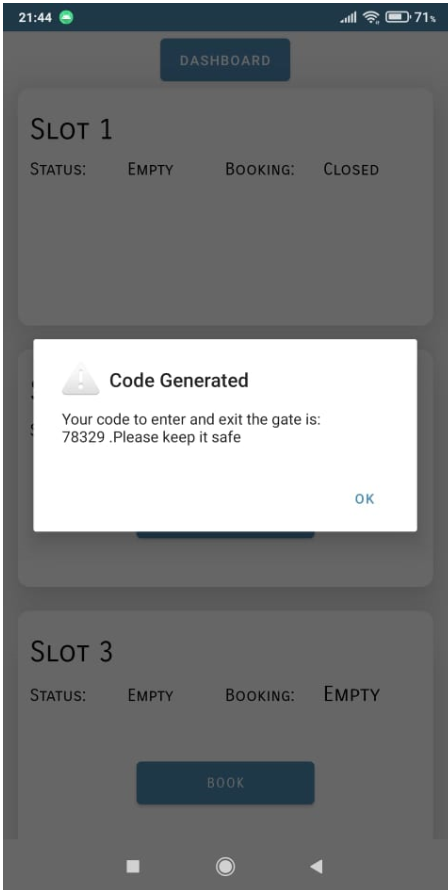 21:44 71%
DASHBOARD
SLOT 1
STATUS: EMPTY BOOKING: CLOSED
Code Generated
Your code to enter and exit the gate is:
78329 .Please keep it safe
OK
SLOT 3
STATUS: EMPTY BOOKING: EMPTY
BOOK